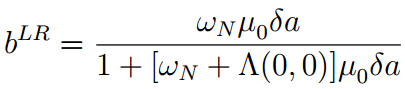 b^{LR} = \frac{\omega_N \mu_0 \delta a}{1 + [\omega_N + \Lambda(0,0)] \mu_0 \delta a}